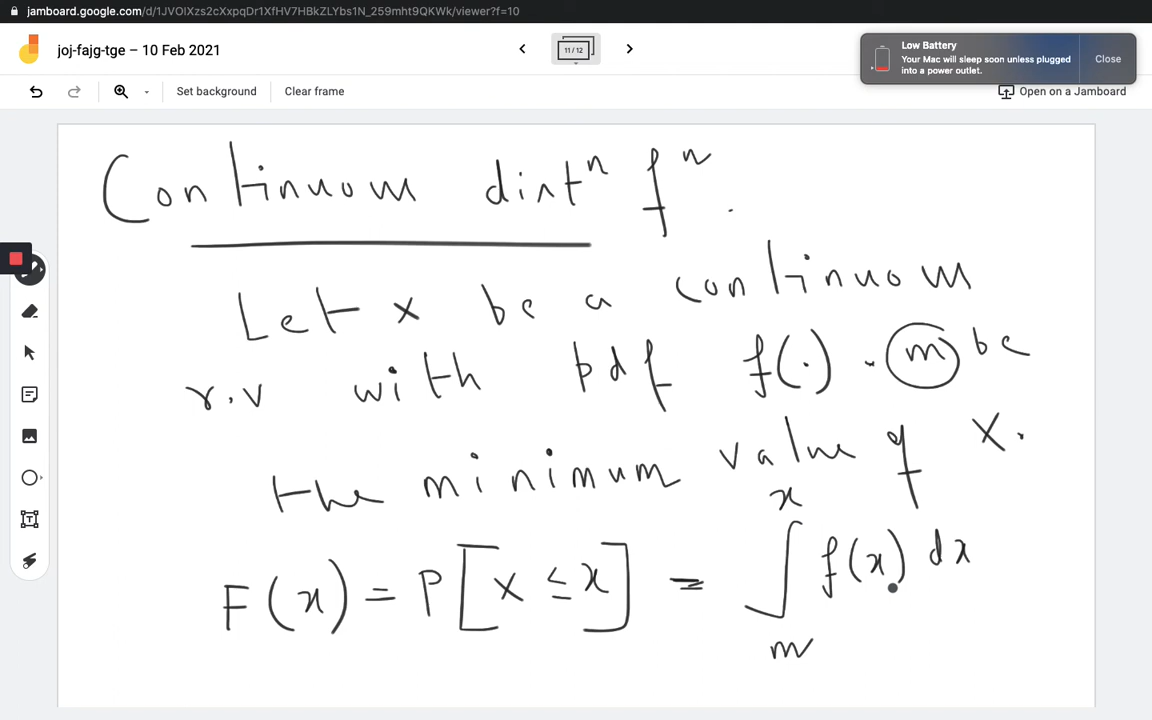 jamboard.google.com/d/1JVOIXzs2cXxpqDr1XfHV7HBkZLYbs1N_259mht9QKWk/viewer?f=10
joj-fajg-tge – 10 Feb 2021
11 / 12
Low Battery
Your Mac will sleep soon unless plugged
into a power outlet.
Close
Set background
Clear frame
Open on a Jamboard
Continuous distⁿ fⁿ.
Let X be a continuous
r.v with pdf f(·). m be
the minimum value of X.
F(x) = P[X ≤ x] = ∫ₘˣ f(x) dx